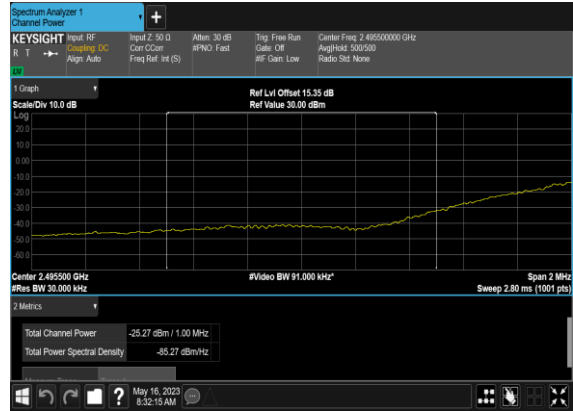 Spectrum Analyzer 1
Channel Power
KEYSIGHT
R T
LW
Input: RF
Coupling: DC
Align: Auto
Input Z: 50 Ω
Corr CCorr
Freq Ref: Int (S)
Atten: 30 dB
#PNO: Fast
Trig: Free Run
Gate: Off
#IF Gain: Low
Center Freq: 2.495500000 GHz
Avg|Hold: 500/500
Radio Std: None
1 Graph
Scale/Div 10.0 dB
Ref Lvl Offset 15.35 dB
Ref Value 30.00 dBm
Log
20.0
10.0
0.00
-10.0
-20.0
-30.0
-40.0
-50.0
-60.0
Center 2.495500 GHz
#Video BW 91.000 kHz*
Span 2 MHz
#Res BW 30.000 kHz
Sweep 2.80 ms (1001 pts)
2 Metrics
Total Channel Power -25.27 dBm / 1.00 MHz
Total Power Spectral Density -85.27 dBm/Hz
?
May 16, 2023
8:32:15 AM